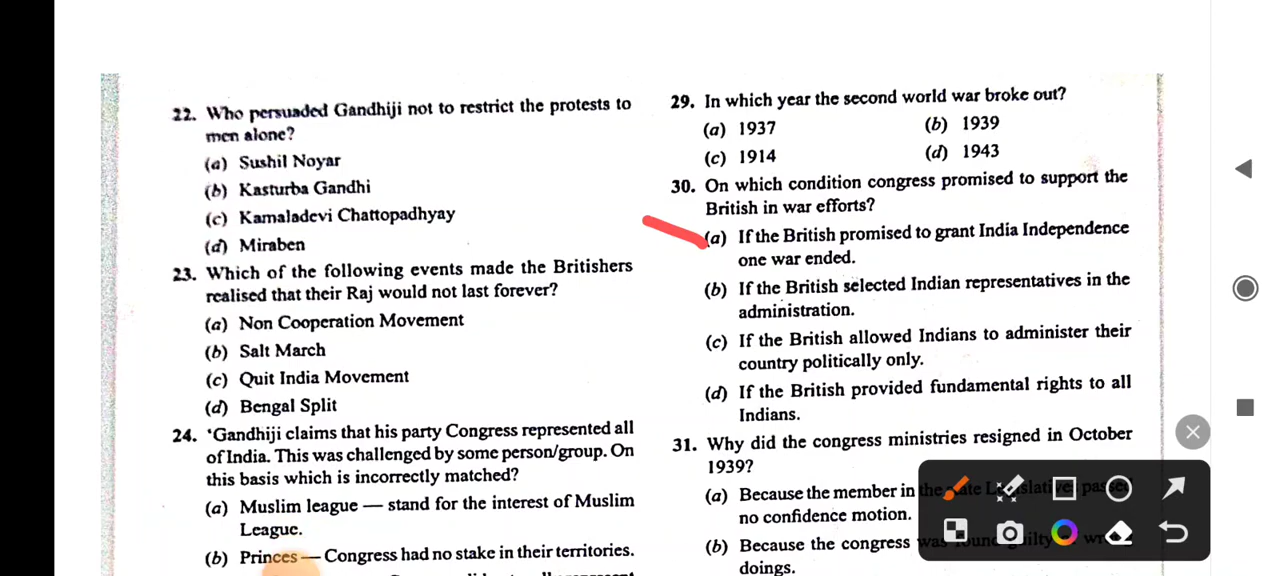 22. Who persuaded Gandhiji not to restrict the protests to
men alone?
(a) Sushil Noyar
(b) Kasturba Gandhi
(c) Kamaladevi Chattopadhyay
(d) Miraben
23. Which of the following events made the Britishers
realised that their Raj would not last forever?
(a) Non Cooperation Movement
(b) Salt March
(c) Quit India Movement
(d) Bengal Split
24. ‘Gandhiji claims that his party Congress represented all
of India. This was challenged by some person/group. On
this basis which is incorrectly matched?
(a) Muslim league — stand for the interest of Muslim
League.
(b) Princes — Congress had no stake in their territories.
29. In which year the second world war broke out?
(a) 1937 (b) 1939
(c) 1914 (d) 1943
30. On which condition congress promised to support the
British in war efforts?
(a) If the British promised to grant India Independence
one war ended.
(b) If the British selected Indian representatives in the
administration.
(c) If the British allowed Indians to administer their
country politically only.
(d) If the British provided fundamental rights to all
Indians.
31. Why did the congress ministries resigned in October
1939?
(a) Because the member in the
no confidence motion.
(b) Because the congress was
doings.